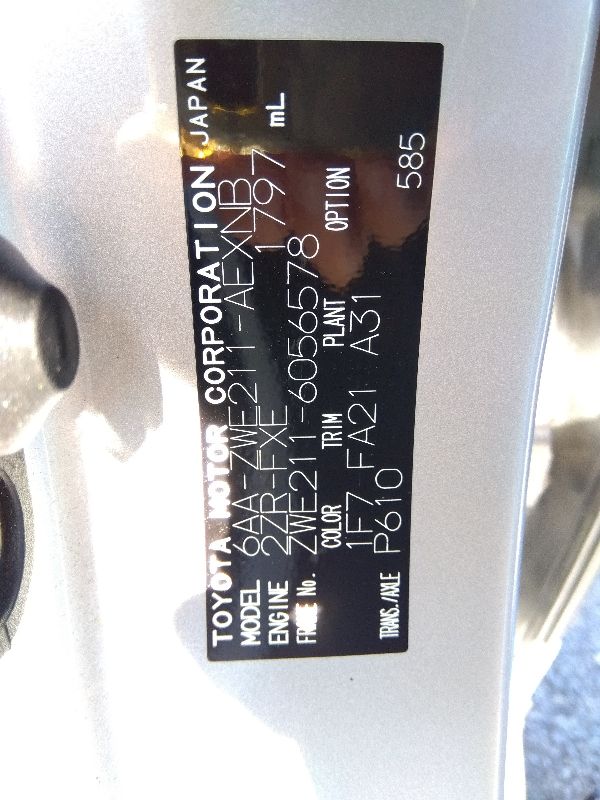 TOYOTA MOTOR CORPORATION JAPAN
MODEL 6AA-ZWE211-AEXNB
ENGINE 2ZR-FXE 1797 mL
FRAME No. ZWE211-6056578
COLOR TRIM PLANT OPTION
1F7 FA21 A31
TRANS./AXLE P610 585